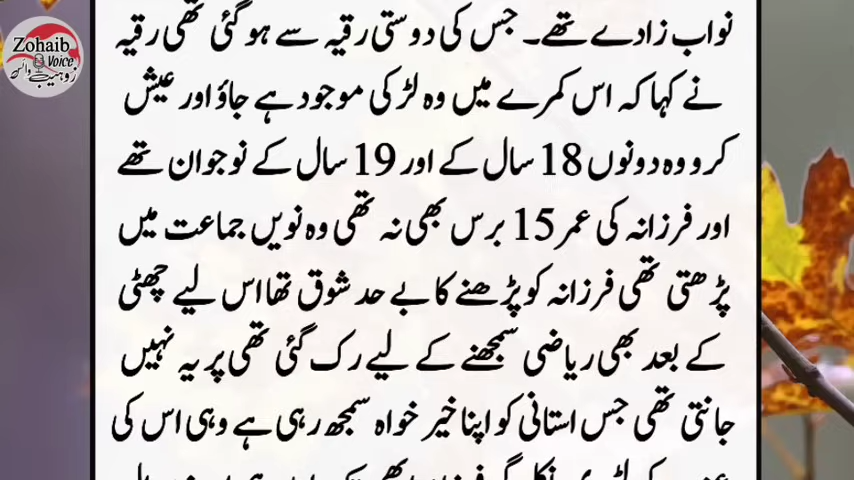 Zohaib
Voice
زوہیب وائس
نواب زادے تھے۔ جس کی دوستی رقیہ سے ہو گئی تھی رقیہ
نے کہا کہ اس کمرے میں وہ لڑکی موجود ہے جاؤ اور عیش
کرو وہ دونوں 18 سال کے اور 19 سال کے نوجوان تھے
اور فرزانہ کی عمر 15 برس بھی نہ تھی وہ نویں جماعت میں
پڑھتی تھی فرزانہ کو پڑھنے کا بے حد شوق تھا اس لیے چھٹی
کے بعد بھی ریاضی سمجھنے کے لیے رک گئی تھی پر یہ نہیں
جانتی تھی جس استانی کو اپنا خیر خواہ سمجھ رہی ہے وہی اس کی